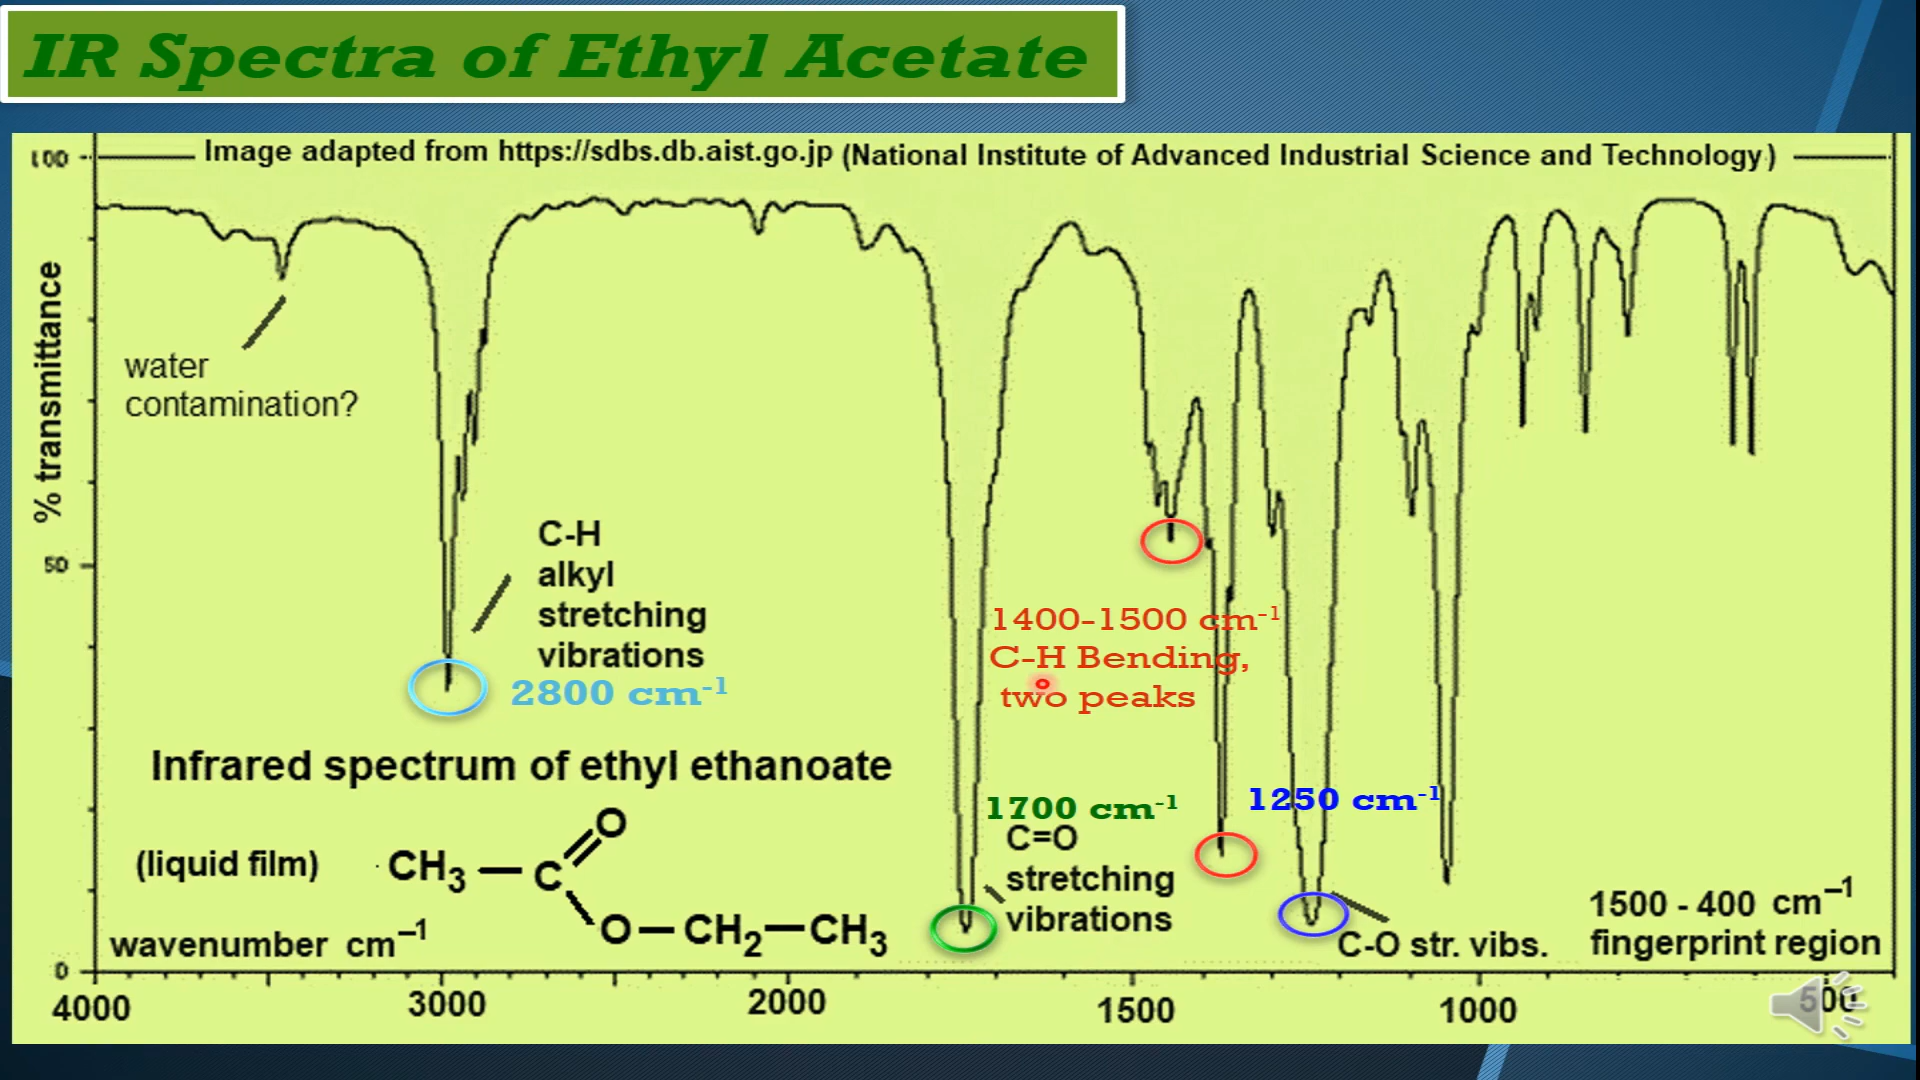 IR Spectra of Ethyl Acetate
100
Image adapted from https://sdbs.db.aist.go.jp (National Institute of Advanced Industrial Science and Technology)
% transmittance
water
contamination?
50
C-H
alkyl
stretching
vibrations
2800 cm⁻¹
1400-1500 cm⁻¹
C-H Bending,
two peaks
Infrared spectrum of ethyl ethanoate
1700 cm⁻¹
C=O
stretching
vibrations
1250 cm⁻¹
C-O str. vibs.
(liquid film)
O
CH₃—C
O—CH₂—CH₃
wavenumber cm⁻¹
1500 - 400 cm⁻¹
fingerprint region
0
4000 3000 2000 1500 1000 500